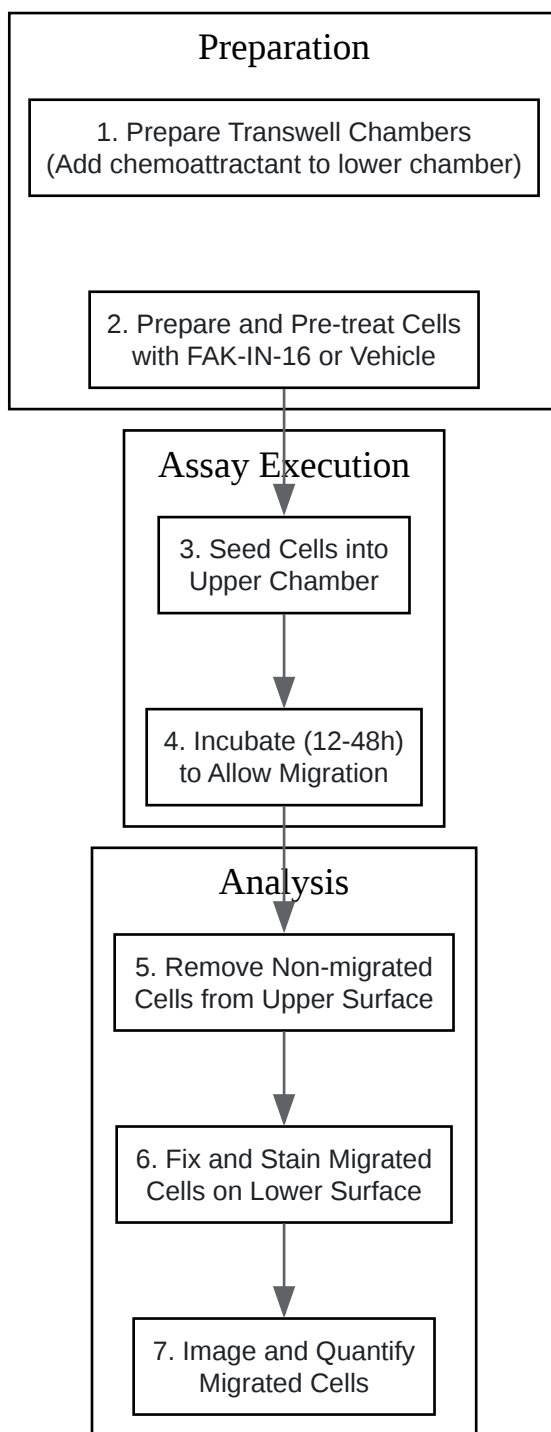 Preparation
1. Prepare Transwell Chambers
(Add chemoattractant to lower chamber)
2. Prepare and Pre-treat Cells
with FAK-IN-16 or Vehicle
Assay Execution
3. Seed Cells into
Upper Chamber
4. Incubate (12-48h)
to Allow Migration
Analysis
5. Remove Non-migrated
Cells from Upper Surface
6. Fix and Stain Migrated
Cells on Lower Surface
7. Image and Quantify
Migrated Cells